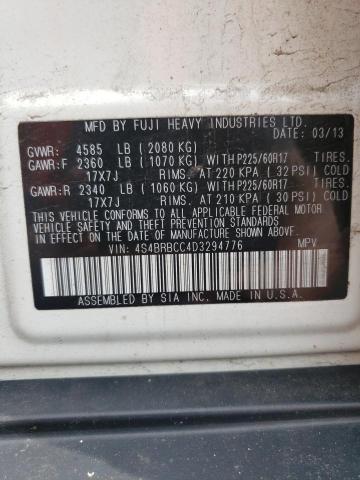 MFD BY FUJI HEAVY INDUSTRIES LTD.
DATE: 03/13
GVWR: 4585 LB ( 2080 KG)
GAWR:F 2360 LB ( 1070 KG) WITH P225/60R17 TIRES.
17X7J RIMS. AT 220 KPA ( 32 PSI) COLD.
GAWR:R 2340 LB ( 1060 KG) WITH P225/60R17 TIRES.
17X7J RIMS. AT 210 KPA ( 30 PSI) COLD.
THIS VEHICLE CONFORMS TO ALL APPLICABLE FEDERAL MOTOR VEHICLE SAFETY STANDARDS IN EFFECT ON THE DATE OF MANUFACTURE SHOWN ABOVE.
VIN: 4S4BRBCC4D3294776 MPV
ASSEMBLED BY SIA INC. MADE IN U.S.A.